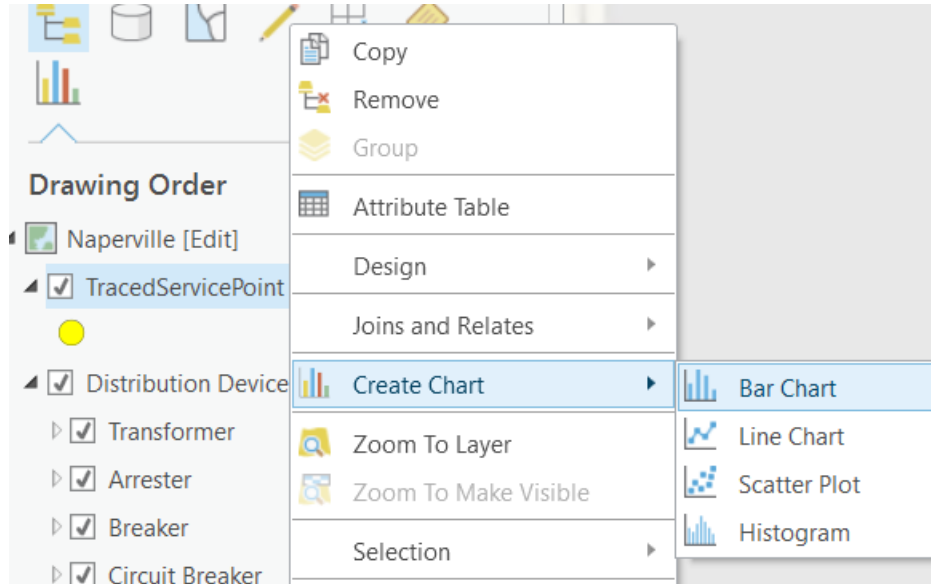 Drawing Order
Naperville [Edit]
TracedServicePoint
Distribution Device
Transformer
Arrester
Breaker
Circuit Breaker
Copy
Remove
Group
Attribute Table
Design
Joins and Relates
Create Chart
Zoom To Layer
Zoom To Make Visible
Selection
Bar Chart
Line Chart
Scatter Plot
Histogram